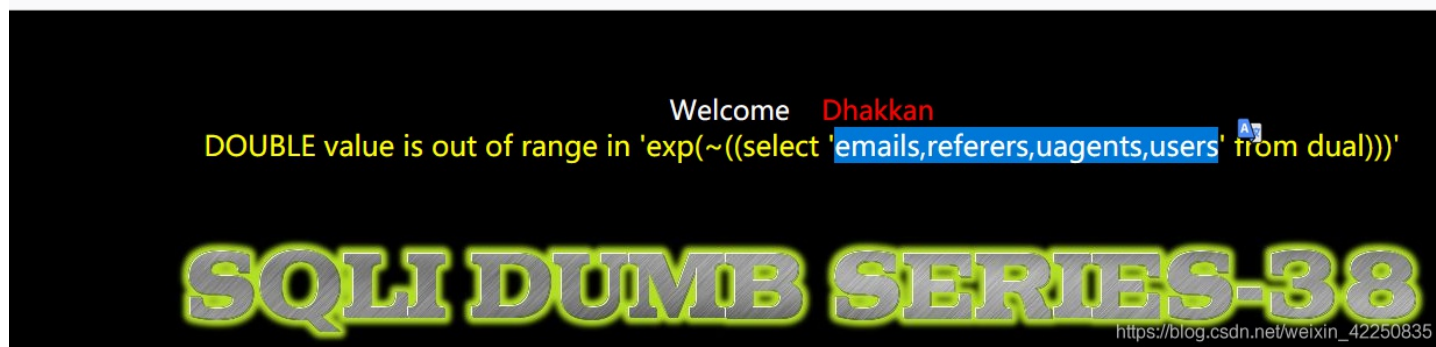 Welcome Dhakkan
DOUBLE value is out of range in 'exp(~((select 'emails,referers,uagents,users' from dual)))'
SQLI DUMB SERIES-38
https://blog.csdn.net/weixin_42250835